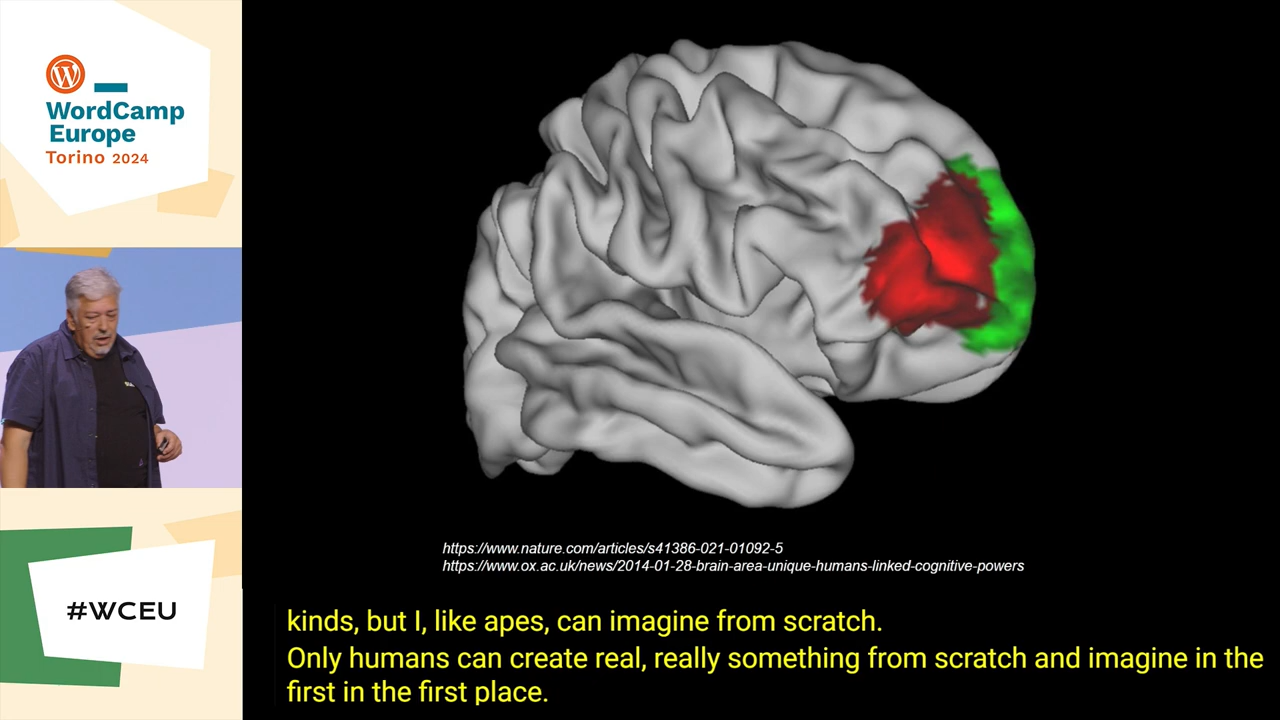 WordCamp
Europe
Torino 2024
#WCEU
https://www.nature.com/articles/s41386-021-01092-5
https://www.ox.ac.uk/news/2014-01-28-brain-area-unique-humans-linked-cognitive-powers
kinds, but I, like apes, can imagine from scratch.
Only humans can create real, really something from scratch and imagine in the
first in the first place.